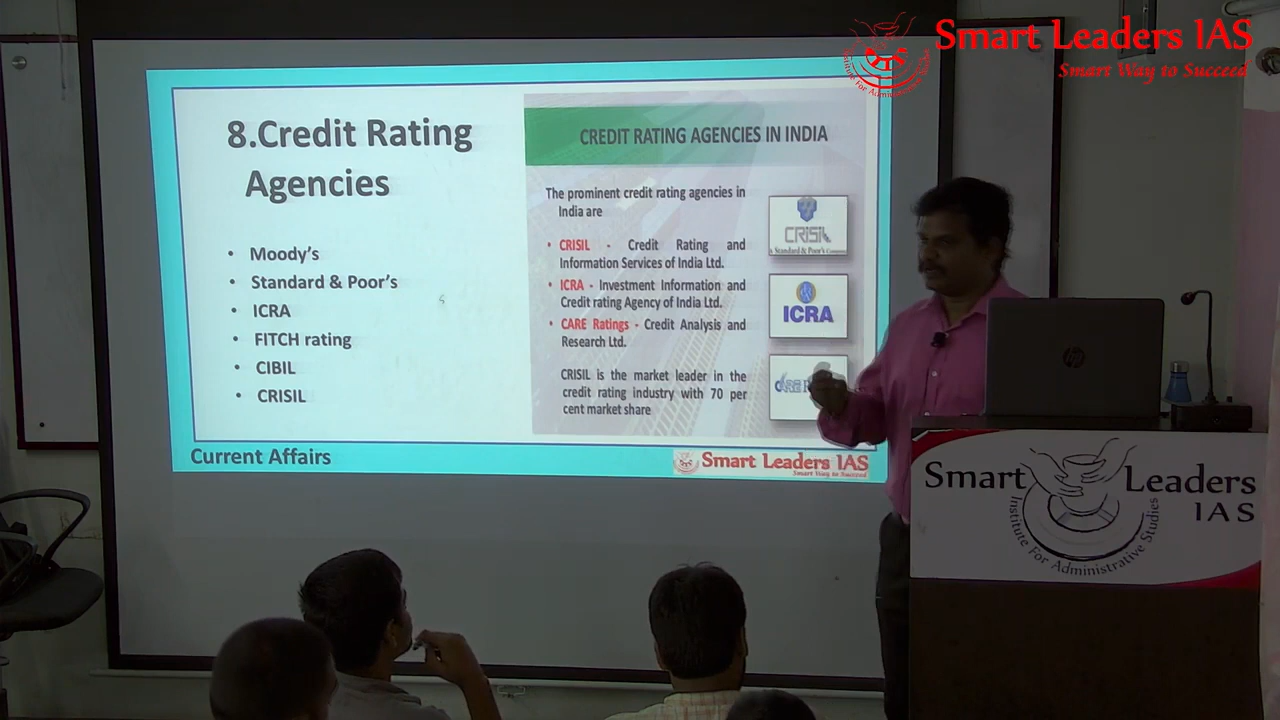 Smart Leaders IAS
Smart Way to Succeed
8.Credit Rating
Agencies
• Moody's
• Standard & Poor's
• ICRA
• FITCH rating
• CIBIL
• CRISIL
CREDIT RATING AGENCIES IN INDIA
The prominent credit rating agencies in
India are
• CRISIL - Credit Rating and
Information Services of India Ltd.
• ICRA - Investment Information and
Credit rating Agency of India Ltd.
• CARE Ratings - Credit Analysis and
Research Ltd.
CRISIL is the market leader in the
credit rating industry with 70 per
cent market share
CRISIL
A Standard & Poor's Company
ICRA
Current Affairs
Smart Leaders IAS
Smart Way to Succeed
hp
Smart Leaders
IAS
Institute For Administrative Studies